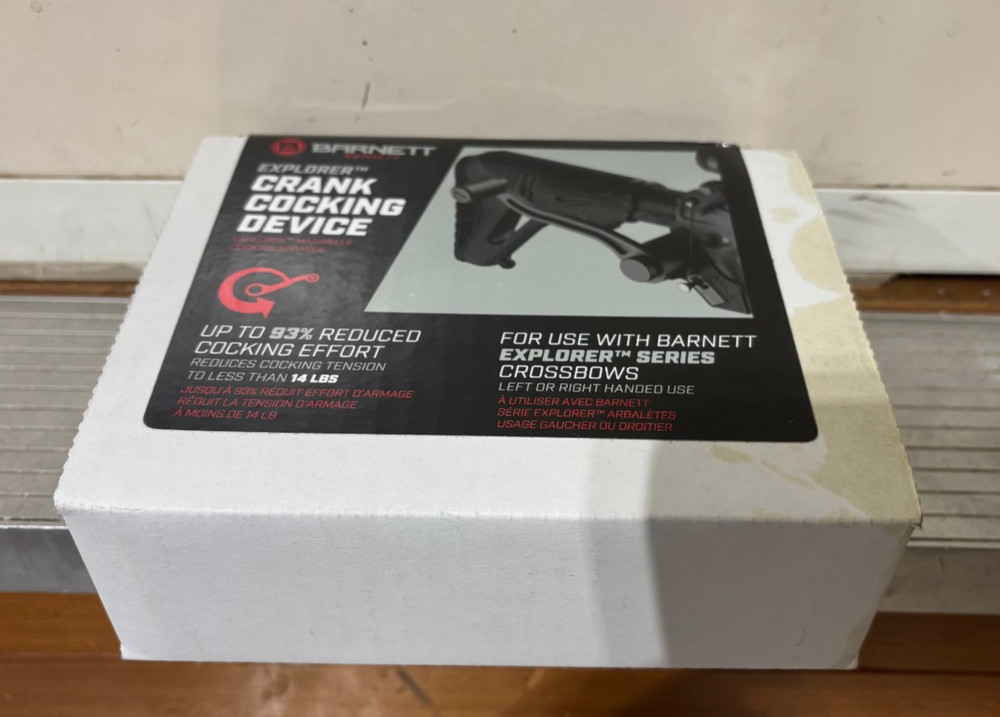 BARNETT
EXPLORER™
CRANK
COCKING
DEVICE
EXPLORER™
UP TO 93% REDUCED
COCKING EFFORT
REDUCES COCKING TENSION
TO LESS THAN 14 LBS
JUSQU'À 93% RÉDUIT EFFORT D'ARMAGE
RÉDUIT LA TENSION D'ARMAGE
À MOINS DE 14 LB
FOR USE WITH BARNETT
EXPLORER™ SERIES
CROSSBOWS
LEFT OR RIGHT HANDED USE
À UTILISER AVEC BARNETT
SÉRIE EXPLORER™ ARBALÈTES
USAGE GAUCHER OU DROITIER